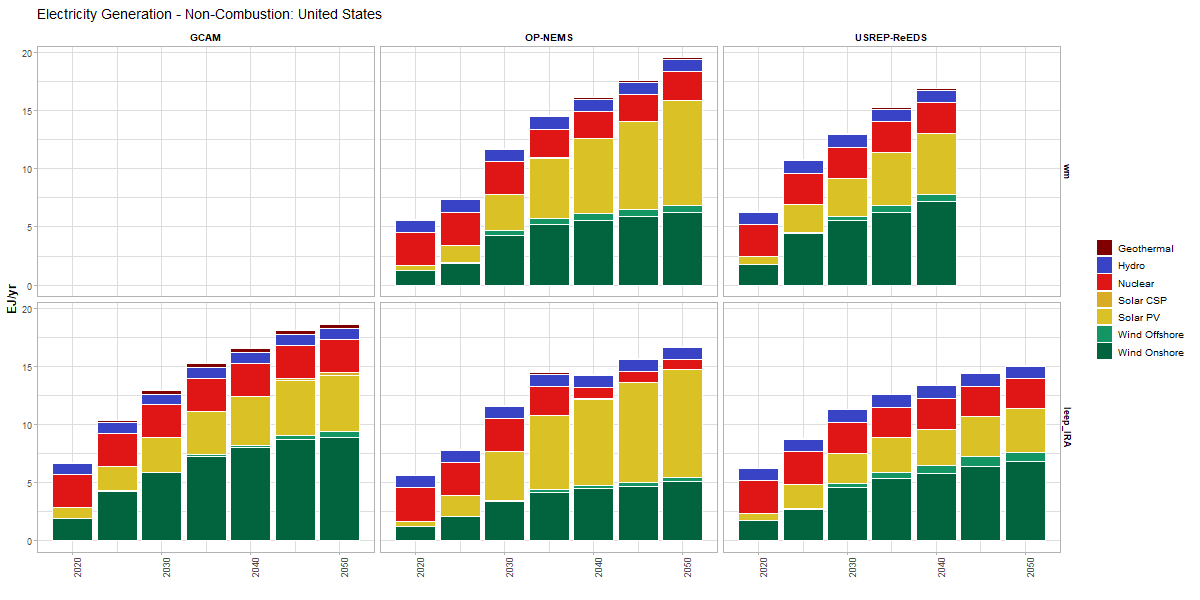 Electricity Generation - Non-Combustion: United States
GCAM
OP-NEMS
USREP-ReEDS
EJ/yr
20
15
10
5
0
wm
20
15
10
5
0
leep_IRA
2020
2030
2040
2050
2020
2030
2040
2050
2020
2030
2040
2050
Geothermal
Hydro
Nuclear
Solar CSP
Solar PV
Wind Offshore
Wind Onshore